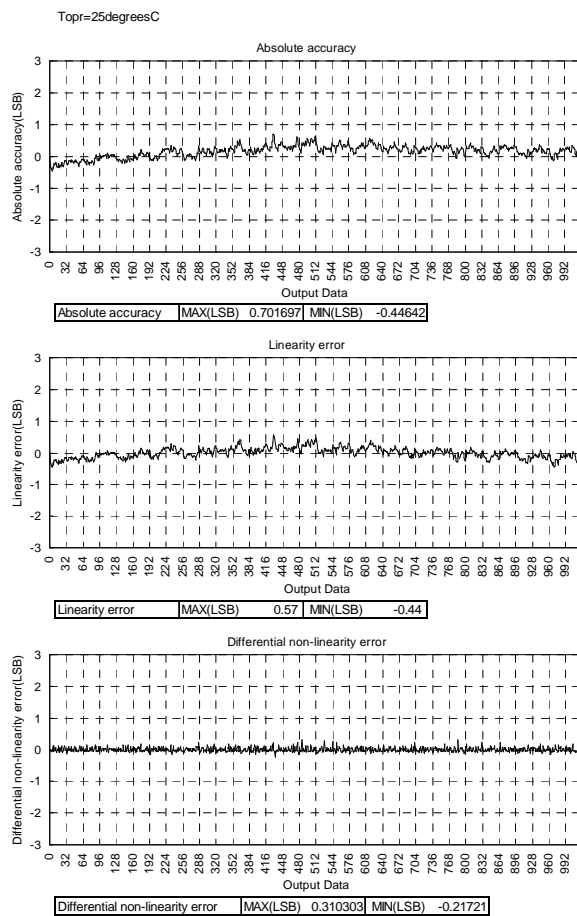 Topr=25degreesC
Absolute accuracy
Absolute accuracy(LSB)
3
2
1
0
-1
-2
-3
0 32 64 96 128 160 192 224 256 288 320 352 384 416 448 480 512 544 576 608 640 672 704 736 768 800 832 864 896 928 960 992
Output Data
Absolute accuracy MAX(LSB) 0.701697 MIN(LSB) -0.44642
Linearity error
Linearity error(LSB)
3
2
1
0
-1
-2
-3
0 32 64 96 128 160 192 224 256 288 320 352 384 416 448 480 512 544 576 608 640 672 704 736 768 800 832 864 896 928 960 992
Output Data
Linearity error MAX(LSB) 0.57 MIN(LSB) -0.44
Differential non-linearity error
Differential non-linearity error(LSB)
3
2
1
0
-1
-2
-3
0 32 64 96 128 160 192 224 256 288 320 352 384 416 448 480 512 544 576 608 640 672 704 736 768 800 832 864 896 928 960 992
Output Data
Differential non-linearity error MAX(LSB) 0.310303 MIN(LSB) -0.21721